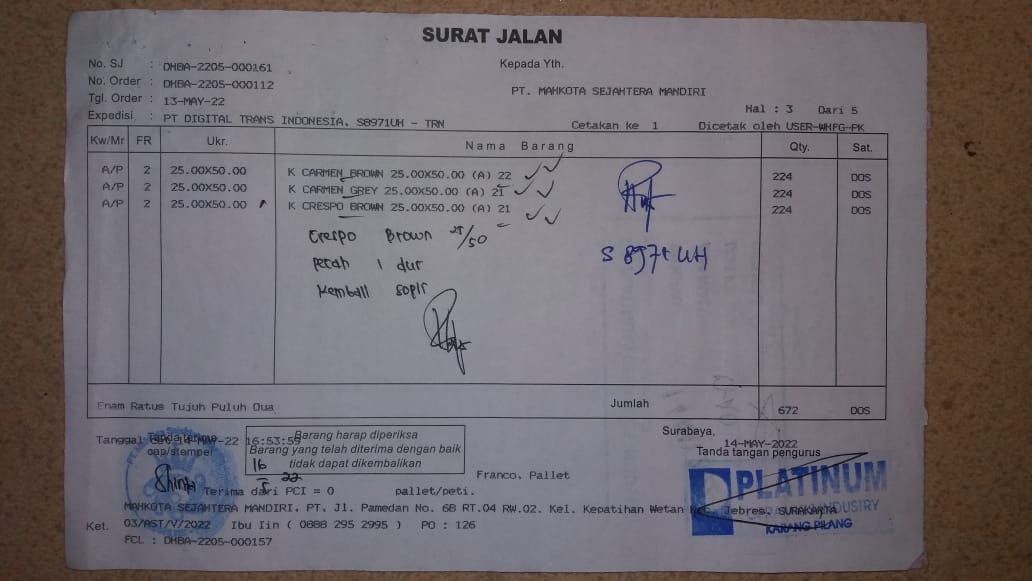 SURAT JALAN
No. SJ : DHBA-2205-000161
Kepada Yth.
No. Order : DHBA-2205-000112
PT. MAHKOTA SEJAHTERA MANDIRI
Tgl. Order : 13-MAY-22
Hal : 3 Dari 5
Expedisi : PT DIGITAL TRANS INDONESIA, S8971UH - TRN
Cetakan ke 1 Dicetak oleh USER-WHFG-PK
Kw/Mr FR Ukr. Nama Barang Qty. Sat.
A/P 2 25.00X50.00 K CARMEN BROWN 25.00X50.00 (A) 22 224 DOS
A/P 2 25.00X50.00 K CARMEN GREY 25.00X50.00 (A) 21 224 DOS
A/P 2 25.00X50.00 K CRESPO BROWN 25.00X50.00 (A) 21 224 DOS
Crespo Brown 25/50
S 8971 UH
pecah 1 dur
kembali sopir
Enam Ratus Tujuh Puluh Dua Jumlah 672 DOS
Surabaya, 14-MAY-2022
Tanggal Cet 14-MAY-22 16:53:59
Tanda terima
cap/stempel
Barang harap diperiksa
Barang yang telah diterima dengan baik
tidak dapat dikembalikan
Tanda tangan pengurus
16/5 22
Shinta
Franco, Pallet
PLATINUM
INDUSTRY
KARANG PILANG
Terima dari PCI = 0 pallet/peti.
MAHKOTA SEJAHTERA MANDIRI, PT. Jl. Pamedan No. 6B RT.04 RW.02. Kel. Kepatihan Wetan Jebres, SURAKARTA
Ket. 03/AST/V/2022 Ibu Iin ( 0888 295 2995 ) PO : 126
FCL : DHBA-2205-000157